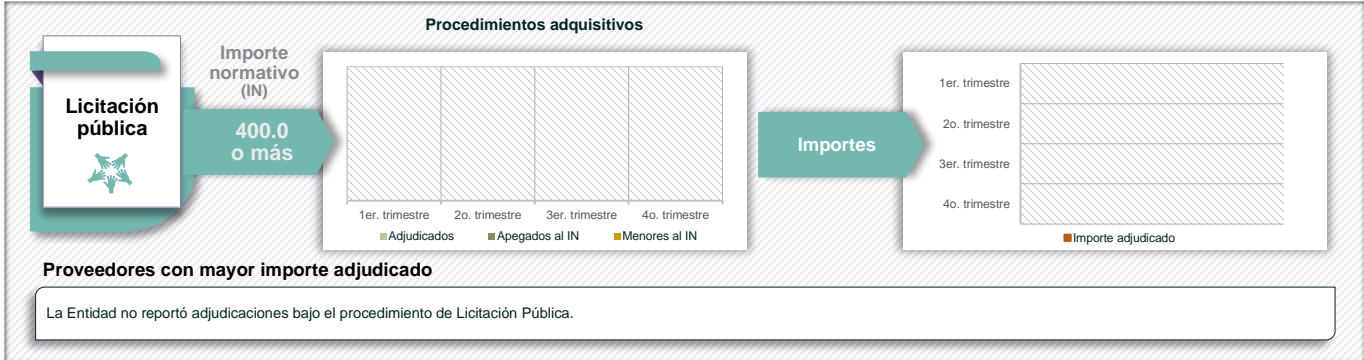 Procedimientos adquisitivos
Licitación
pública
Importe
normativo
(IN)
400.0
o más
1er. trimestre 2o. trimestre 3er. trimestre 4o. trimestre
Adjudicados Apegados al IN Menores al IN
Importes
1er. trimestre
2o. trimestre
3er. trimestre
4o. trimestre
Importe adjudicado
Proveedores con mayor importe adjudicado
La Entidad no reportó adjudicaciones bajo el procedimiento de Licitación Pública.